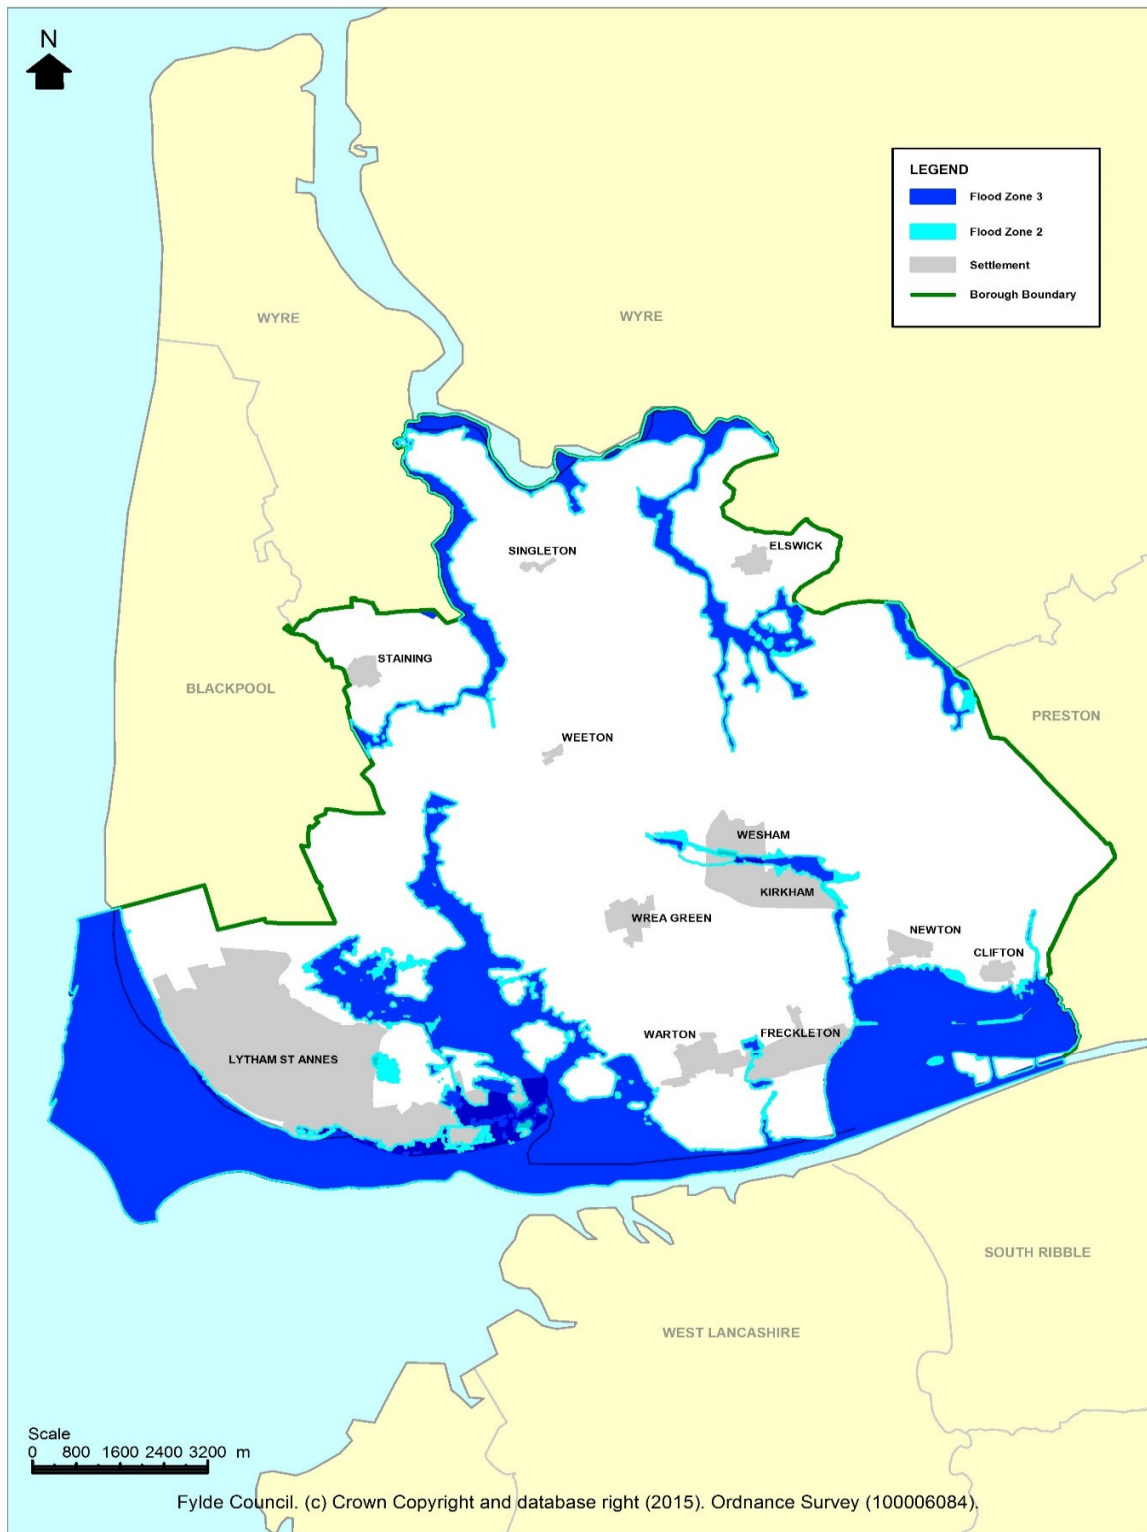 N
LEGEND
Flood Zone 3
Flood Zone 2
Settlement
Borough Boundary
WYRE
WYRE
SINGLETON
ELSWICK
STAINING
BLACKPOOL
PRESTON
WEETON
WESHAM
KIRKHAM
WREA GREEN
NEWTON
CLIFTON
WARTON
FRECKLETON
LYTHAM ST ANNES
SOUTH RIBBLE
WEST LANCASHIRE
Scale
0 800 1600 2400 3200 m
Fylde Council. (c) Crown Copyright and database right (2015). Ordnance Survey (100006084).